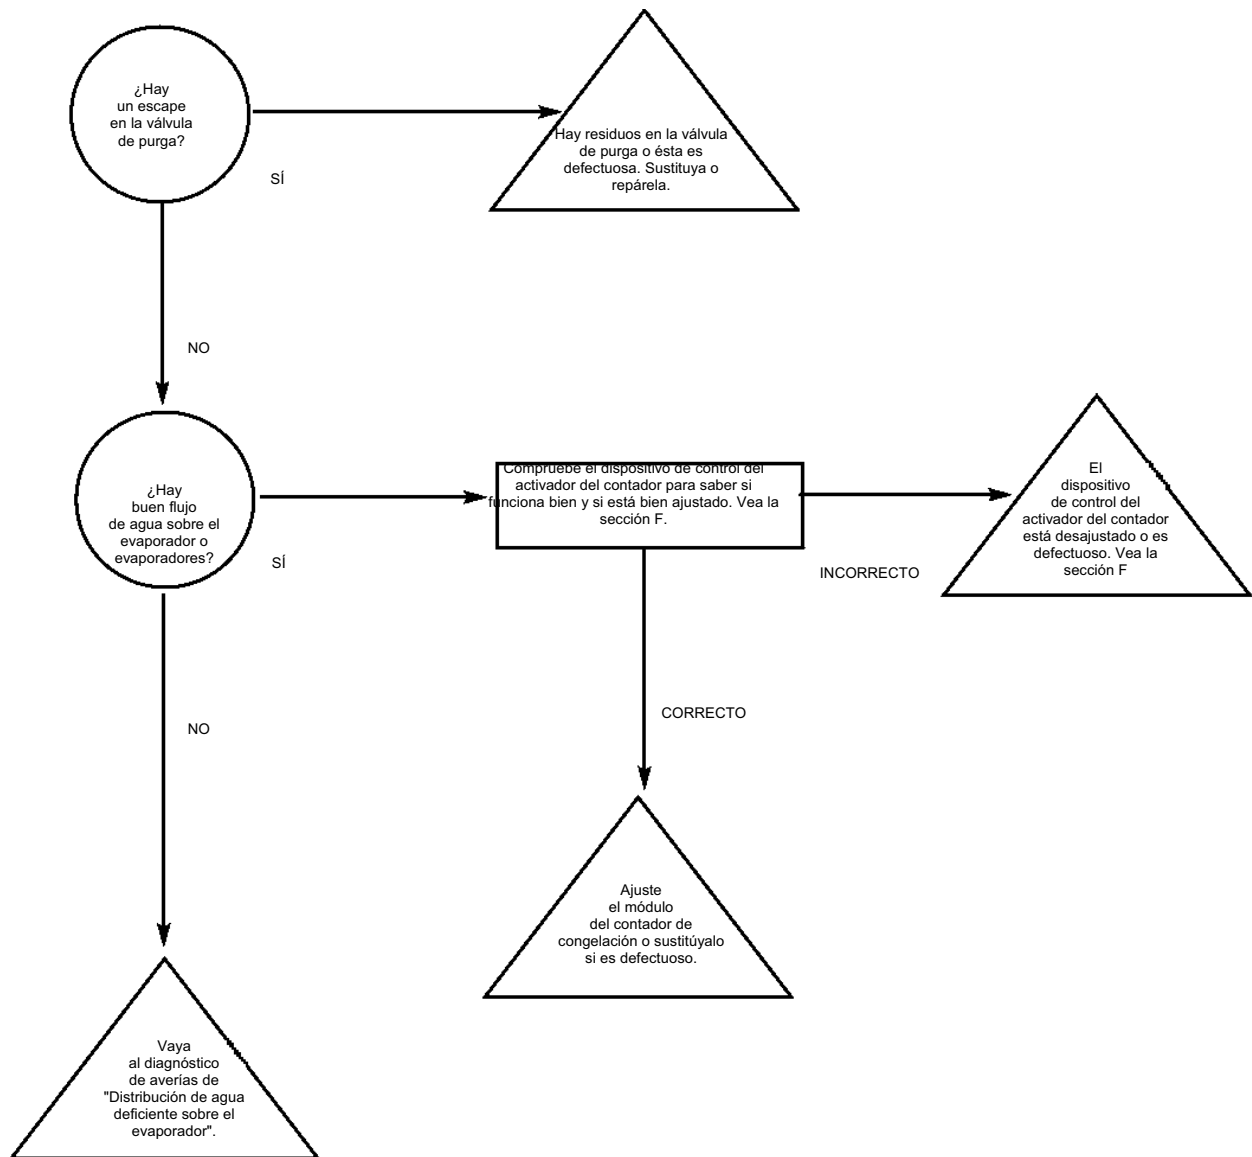 ¿Hay
un escape
en la válvula
de purga?
SÍ
Hay residuos en la válvula
de purga o ésta es
defectuosa. Sustituya o
repárela.
NO
¿Hay
buen flujo
de agua sobre el
evaporador o
evaporadores?
SÍ
Compruebe el dispositivo de control del
activador del contador para saber si
funciona bien y si está bien ajustado. Vea la
sección F.
INCORRECTO
El
dispositivo
de control del
activador del contador
está desajustado o es
defectuoso. Vea la
sección F
NO
CORRECTO
Ajuste
el módulo
del contador de
congelación o sustitúyalo
si es defectuoso.
Vaya
al diagnóstico
de averías de
"Distribución de agua
deficiente sobre el
evaporador".